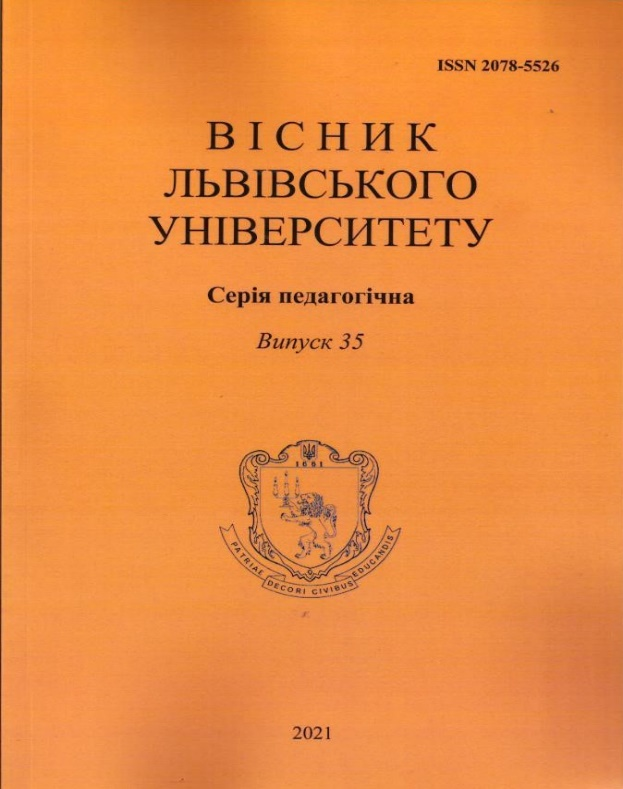 ISSN 2078-5526
ВІСНИК
ЛЬВІВСЬКОГО
УНІВЕРСИТЕТУ
Серія педагогічна
Випуск 35
1661
PATRIAE DECORI CIVIBUS EDUCANDIS
2021